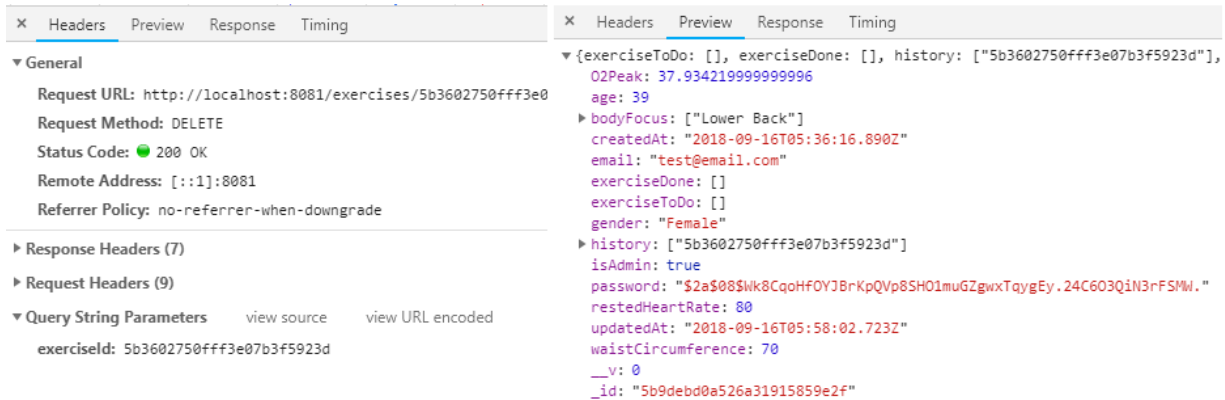 × Headers Preview Response Timing
▼ General
Request URL: http://localhost:8081/exercises/5b3602750fff3e0
Request Method: DELETE
Status Code: 200 OK
Remote Address: [::1]:8081
Referrer Policy: no-referrer-when-downgrade
▶ Response Headers (7)
▶ Request Headers (9)
▼ Query String Parameters view source view URL encoded
exerciseId: 5b3602750fff3e07b3f5923d
× Headers Preview Response Timing
▼ {exerciseToDo: [], exerciseDone: [], history: ["5b3602750fff3e07b3f5923d"],
O2Peak: 37.934219999999996
age: 39
▶ bodyFocus: ["Lower Back"]
createdAt: "2018-09-16T05:36:16.890Z"
email: "test@email.com"
exerciseDone: []
exerciseToDo: []
gender: "Female"
▶ history: ["5b3602750fff3e07b3f5923d"]
isAdmin: true
password: "$2a$08$Wk8CqoHfOYJBrKpQVp8SHO1muGZgwxTqygEy.24C6O3QiN3rFSMW."
restedHeartRate: 80
updatedAt: "2018-09-16T05:58:02.723Z"
waistCircumference: 70
__v: 0
_id: "5b9debd0a526a31915859e2f"